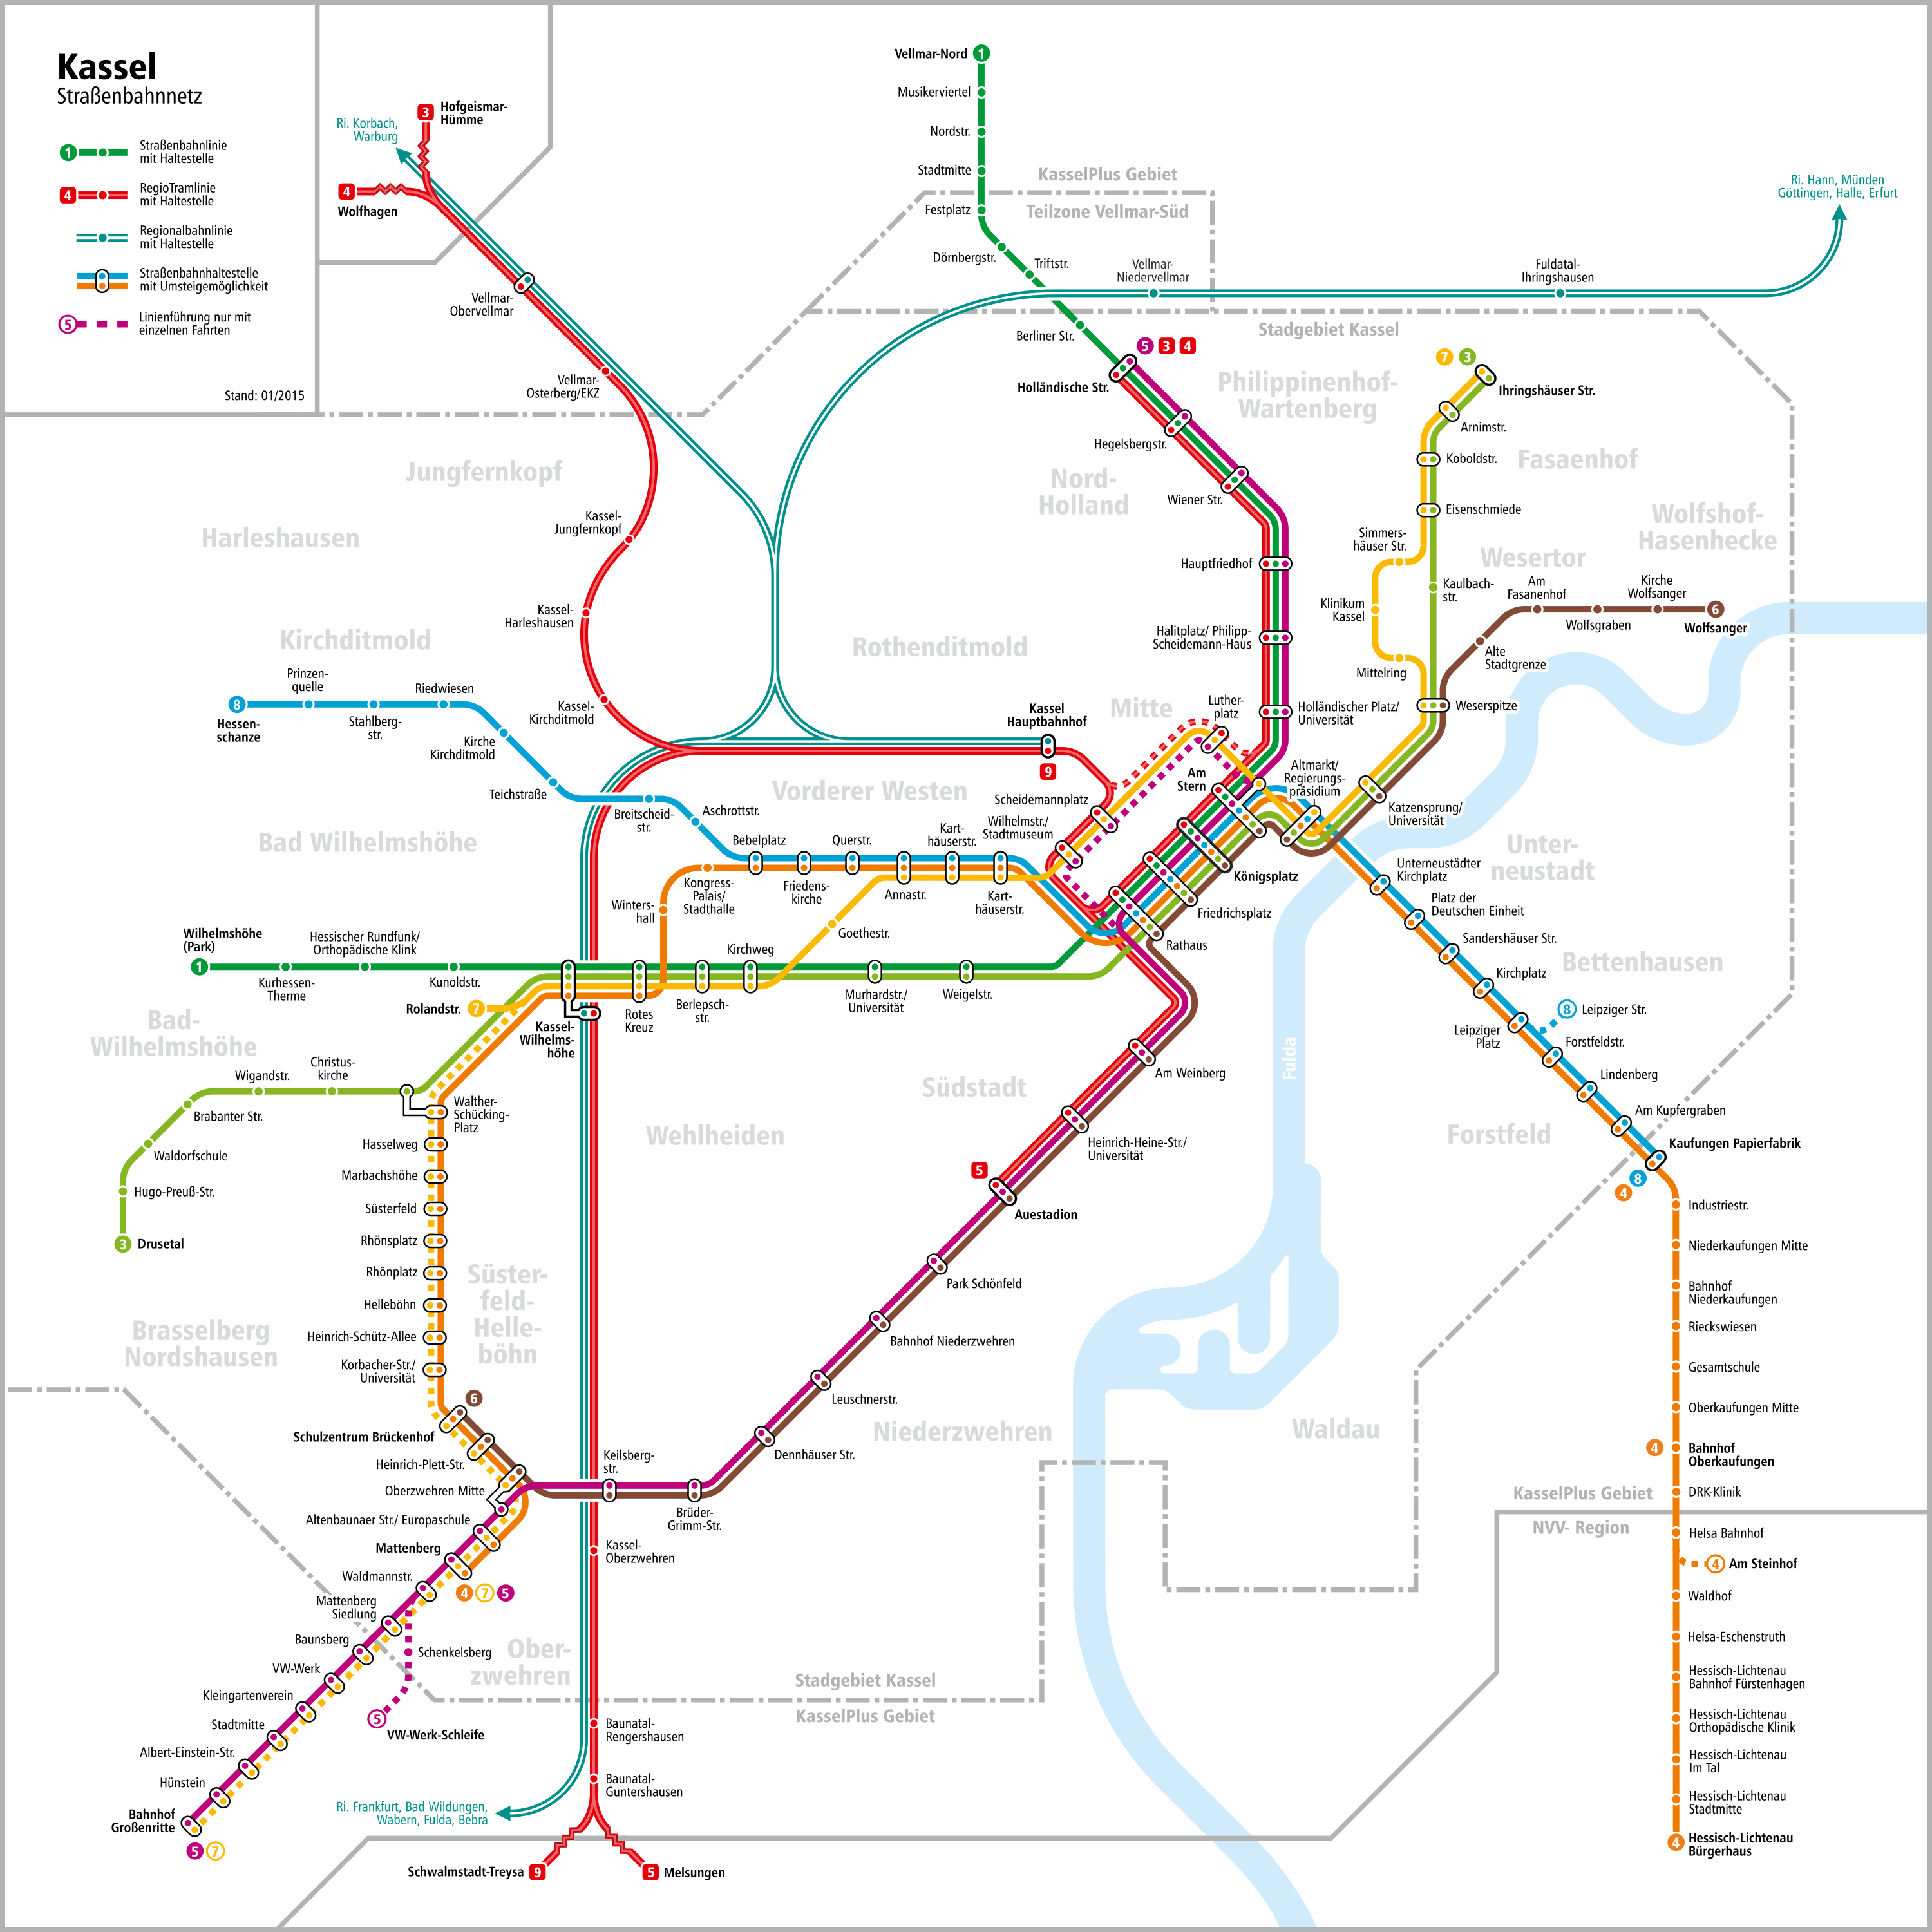 Kassel
Straßenbahnnetz
1
Straßenbahnlinie
mit Haltestelle
4
RegioTramlinie
mit Haltestelle
Regionalbahnlinie
mit Haltestelle
Straßenbahnhaltestelle
mit Umsteigemöglichkeit
5
Linienführung nur mit
einzelnen Fahrten
Stand: 01/2015
Ri. Korbach,
Warburg
3
Hofgeismar-
Hümme
4
Wolfhagen
Vellmar-
Obervellmar
Vellmar-
Osterberg/EKZ
Kassel-
Jungfernkopf
Kassel-
Harleshausen
Kassel-
Kirchditmold
Vellmar-Nord
1
Musikerviertel
Nordstr.
Stadtmitte
Festplatz
Dörnbergstr.
Triftstr.
Berliner Str.
KasselPlus Gebiet
Teilzone Vellmar-Süd
Vellmar-
Niedervellmar
Fuldatal-
Ihringshausen
Ri. Hann, Münden
Göttingen, Halle, Erfurt
Stadgebiet Kassel
5 3 4
Holländische Str.
Hegelsbergstr.
Wiener Str.
Hauptfriedhof
Halitplatz/ Philipp-
Scheidemann-Haus
Holländischer Platz/
Universität
Philippinenhof-
Wartenberg
7 3
Ihringshäuser Str.
Arnimstr.
Koboldstr.
Eisenschmiede
Simmers-
häuser Str.
Klinikum
Kassel
Mittelring
Kaulbach-
str.
Weserspitze
Fasaenhof
Wolfshof-
Hasenhecke
Wesertor
Am
Fasanenhof
Wolfsgraben
Kirche
Wolfsanger
6
Wolfsanger
Alte
Stadtgrenze
Nord-
Holland
Jungfernkopf
Harleshausen
Kirchditmold
Rothenditmold
Mitte
8
Hessen-
schanze
Prinzen-
quelle
Stahlberg-
str.
Riedwiesen
Kirche
Kirchditmold
Teichstraße
Breitscheid-
str.
Aschrottstr.
Bebelplatz
Friedens-
kirche
Querstr.
Annastr.
Kart-
häuserstr.
Kart-
häuserstr.
Kassel
Hauptbahnhof
9
Luther-
platz
Am
Stern
Altmarkt/
Regierungs-
präsidium
Katzensprung/
Universität
Scheidemannplatz
Wilhelmstr./
Stadtmuseum
Königsplatz
Friedrichsplatz
Rathaus
Vorderer Westen
Bad Wilhelmshöhe
Kongress-
Palais/
Stadthalle
Winters-
hall
Goethestr.
Wilhelmshöhe
(Park)
1
Kurhessen-
Therme
Hessischer Rundfunk/
Orthopädische Klink
Kunoldstr.
Rolandstr.
7
Kassel-
Wilhelms-
höhe
Rotes
Kreuz
Berlepsch-
str.
Kirchweg
Murhardstr./
Universität
Weigelstr.
Unter-
neustadt
Unterneustädter
Kirchplatz
Platz der
Deutschen Einheit
Sandershäuser Str.
Kirchplatz
Bettenhausen
8
Leipziger Str.
Leipziger
Platz
Forstfeldstr.
Lindenberg
Am Kupfergraben
Kaufungen Papierfabrik
4 8
Forstfeld
Fulda
Bad-
Wilhelmshöhe
Christus-
kirche
Wigandstr.
Brabanter Str.
Waldorfschule
Hugo-Preuß-Str.
3
Drusetal
Walther-
Schücking-
Platz
Hasselweg
Marbachshöhe
Süsterfeld
Rhönsplatz
Rhönplatz
Helleböhn
Heinrich-Schütz-Allee
Korbacher-Str./
Universität
6
Schulzentrum Brückenhof
Heinrich-Plett-Str.
Oberzwehren Mitte
Altenbaunaer Str./ Europaschule
Mattenberg
4 7 5
Waldmannstr.
Mattenberg
Siedlung
Baunsberg
VW-Werk
Kleingartenverein
Stadtmitte
Albert-Einstein-Str.
Hünstein
Bahnhof
Großenritte
5 7
Schenkelsberg
5
VW-Werk-Schleife
Süster-
feld-
Helle-
böhn
Brasselberg
Nordshausen
Wehlheiden
Südstadt
Am Weinberg
Heinrich-Heine-Str./
Universität
5
Auestadion
Park Schönfeld
Bahnhof Niederzwehren
Leuschnerstr.
Dennhäuser Str.
Keilsberg-
str.
Brüder-
Grimm-Str.
Kassel-
Oberzwehren
Niederzwehren
Waldau
Ober-
zwehren
Stadgebiet Kassel
KasselPlus Gebiet
Baunatal-
Rengershausen
Baunatal-
Guntershausen
Ri. Frankfurt, Bad Wildungen,
Wabern, Fulda, Bebra
Schwalmstadt-Treysa
9
5
Melsungen
Industriestr.
Niederkaufungen Mitte
Bahnhof
Niederkaufungen
Rieckswiesen
Gesamtschule
Oberkaufungen Mitte
4
Bahnhof
Oberkaufungen
DRK-Klinik
KasselPlus Gebiet
NVV- Region
Helsa Bahnhof
4
Am Steinhof
Waldhof
Helsa-Eschenstruth
Hessisch-Lichtenau
Bahnhof Fürstenhagen
Hessisch-Lichtenau
Orthopädische Klinik
Hessisch-Lichtenau
Im Tal
Hessisch-Lichtenau
Stadtmitte
4
Hessisch-Lichtenau
Bürgerhaus